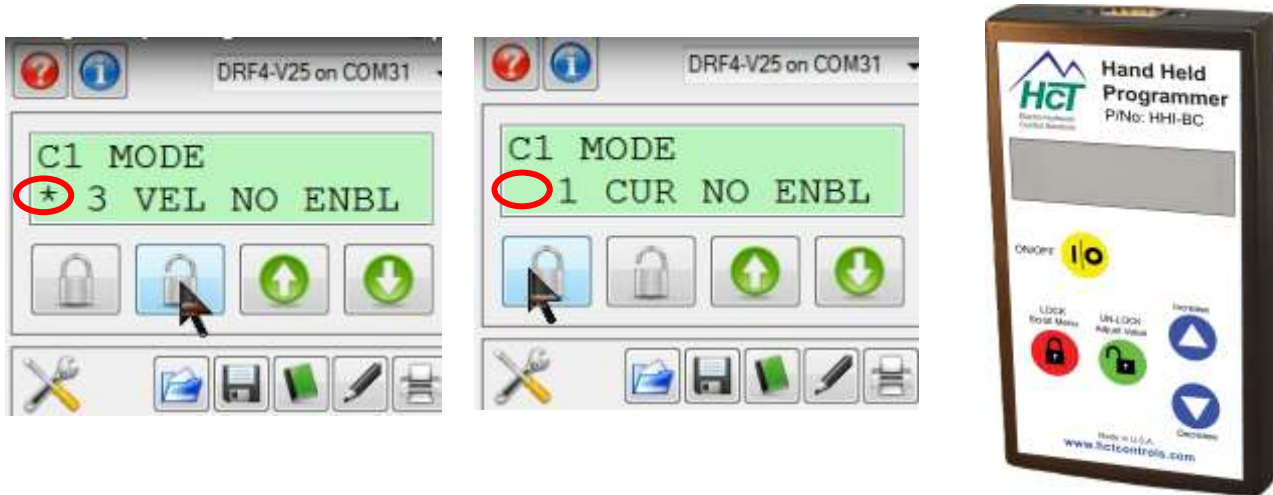 DRF4-V25 on COM31
C1 MODE
* 3 VEL NO ENBL
DRF4-V25 on COM31
C1 MODE
1 CUR NO ENBL
HCT
Hand Held
Programmer
P/No: HHI-BC
ON/OFF
I/O
LOCK
Scroll Menu
UN-LOCK
Adjust Value
Increase
Decrease
Made in U.S.A.
www.hctcontrols.com